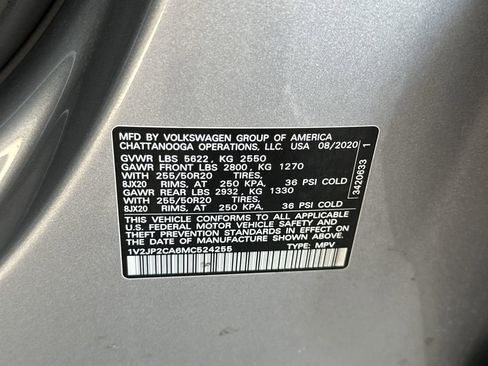 MFD BY VOLKSWAGEN GROUP OF AMERICA
CHATTANOOGA OPERATIONS, LLC. USA 08/2020
GVWR LBS 5622, KG 2550
GAWR FRONT LBS 2800, KG 1270
WITH 255/50R20 TIRES,
8JX20 RIMS, AT 250 KPA, 36 PSI COLD
GAWR REAR LBS 2932, KG 1330
WITH 255/50R20 TIRES,
8JX20 RIMS, AT 250 KPA, 36 PSI COLD
THIS VEHICLE CONFORMS TO ALL APPLICABLE
U.S. FEDERAL MOTOR VEHICLE SAFETY, BUMPER AND
THEFT PREVENTION STANDARDS IN EFFECT ON THE
DATE OF MANUFACTURE SHOWN ABOVE.
1V2JP2CA6MC524255 TYPE: MPV
3420633 1